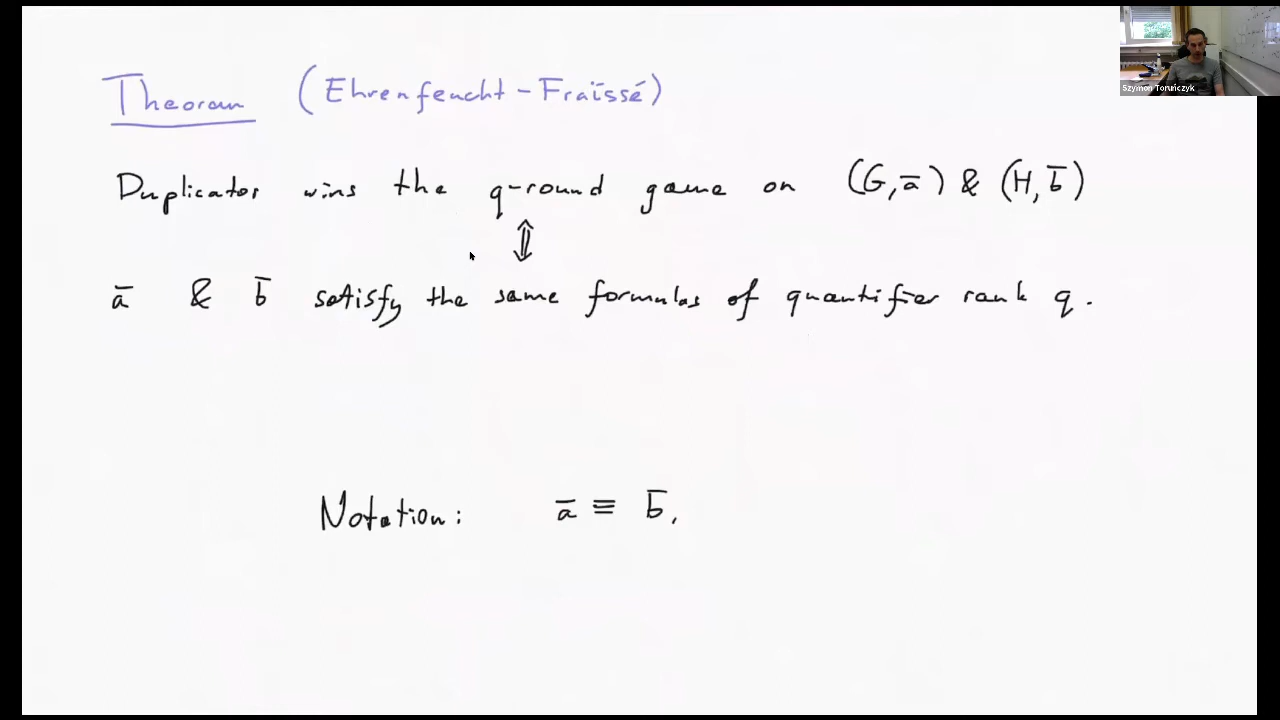 Szymon Toruńczyk
Theorem (Ehrenfeucht-Fraïssé)
Duplicator wins the q-round game on (G, a̅) & (H, b̅)
⇕
a̅ & b̅ satisfy the same formulas of quantifier rank q.
Notation: a̅ ≡ b̅,